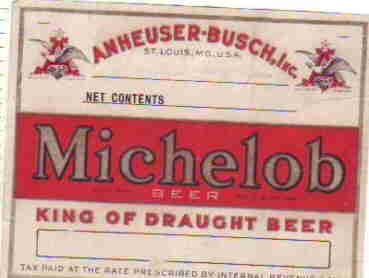 ANHEUSER-BUSCH, Inc.
ST. LOUIS, MO., U.S.A.
NET CONTENTS
Michelob
BEER
KING OF DRAUGHT BEER
TAX PAID AT THE RATE PRESCRIBED BY INTERNAL REVENUE